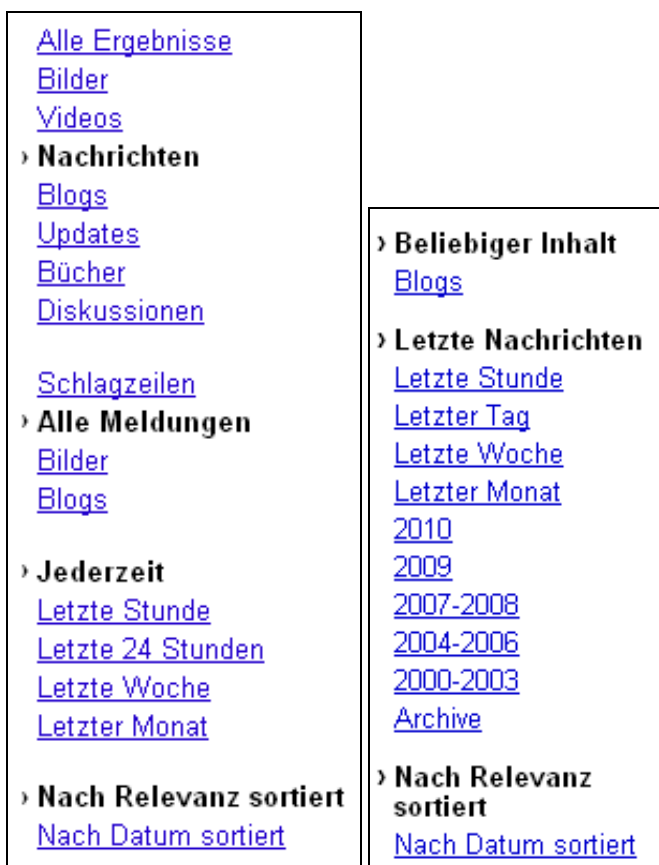 Alle Ergebnisse
Bilder
Videos
› Nachrichten
Blogs
Updates
Bücher
Diskussionen
Schlagzeilen
› Alle Meldungen
Bilder
Blogs
› Jederzeit
Letzte Stunde
Letzte 24 Stunden
Letzte Woche
Letzter Monat
› Nach Relevanz sortiert
Nach Datum sortiert
› Beliebiger Inhalt
Blogs
› Letzte Nachrichten
Letzte Stunde
Letzter Tag
Letzte Woche
Letzter Monat
2010
2009
2007-2008
2004-2006
2000-2003
Archive
› Nach Relevanz
sortiert
Nach Datum sortiert